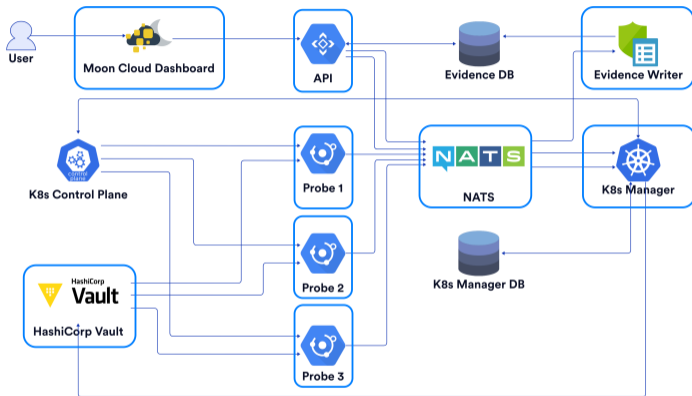 User
Moon Cloud Dashboard
API
Evidence DB
Evidence Writer
K8s Control Plane
Probe 1
NATS
NATS
K8s Manager
Probe 2
K8s Manager DB
HashiCorp
Vault
HashiCorp Vault
Probe 3